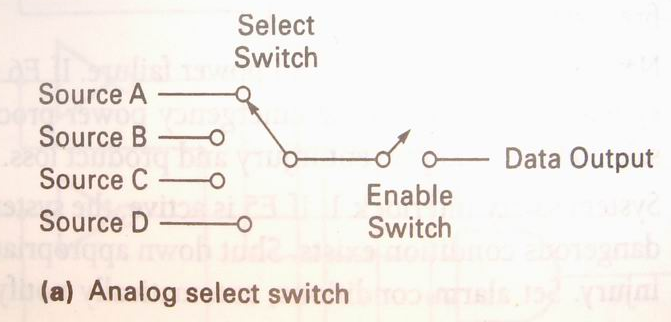 Select
Switch
Source A
Source B
Source C
Source D
Data Output
Enable
Switch
(a) Analog select switch